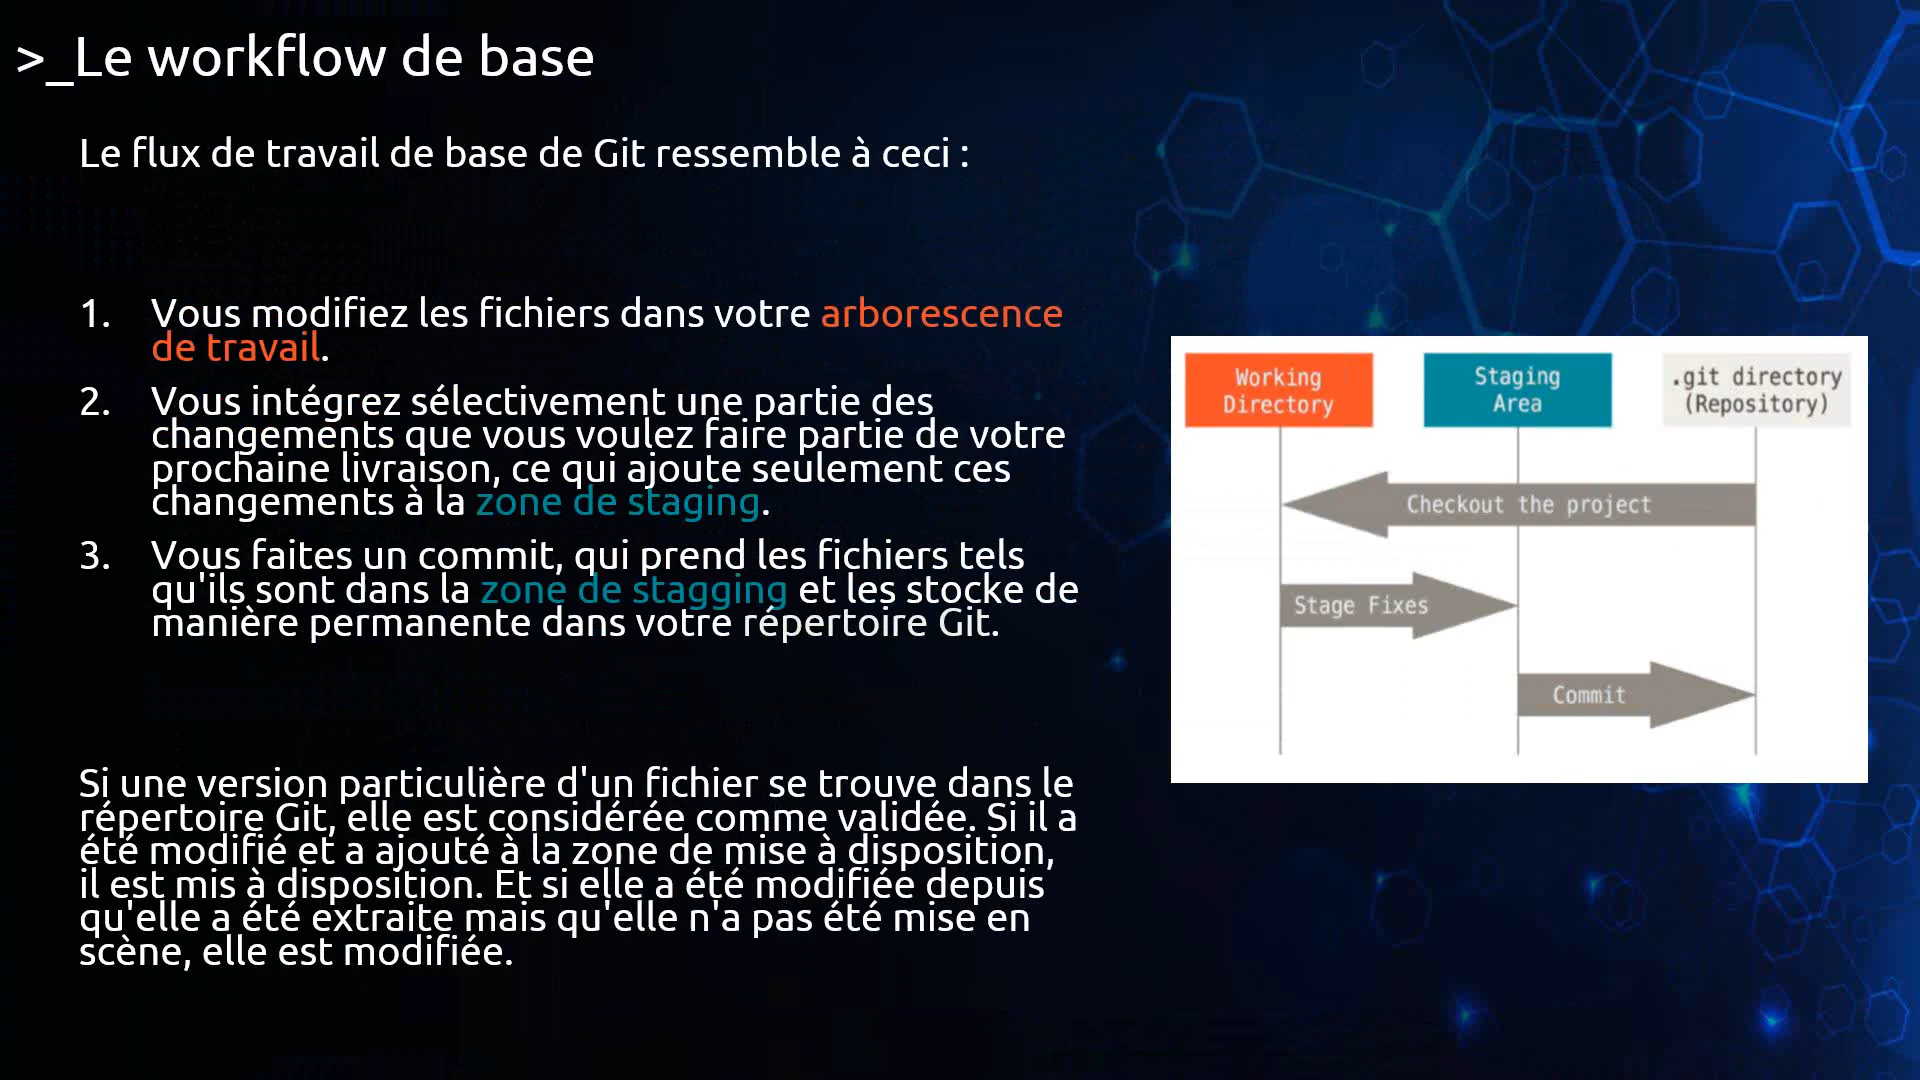 >_Le workflow de base
Le flux de travail de base de Git ressemble à ceci :
1. Vous modifiez les fichiers dans votre arborescence
de travail.
2. Vous intégrez sélectivement une partie des
changements que vous voulez faire partie de votre
prochaine livraison, ce qui ajoute seulement ces
changements à la zone de staging.
3. Vous faites un commit, qui prend les fichiers tels
qu'ils sont dans la zone de stagging et les stocke de
manière permanente dans votre répertoire Git.
Si une version particulière d'un fichier se trouve dans le
répertoire Git, elle est considérée comme validée. Si il a
été modifié et a ajouté à la zone de mise à disposition,
il est mis à disposition. Et si elle a été modifiée depuis
qu'elle a été extraite mais qu'elle n'a pas été mise en
scène, elle est modifiée.
Working
Directory
Staging
Area
.git directory
(Repository)
Checkout the project
Stage Fixes
Commit